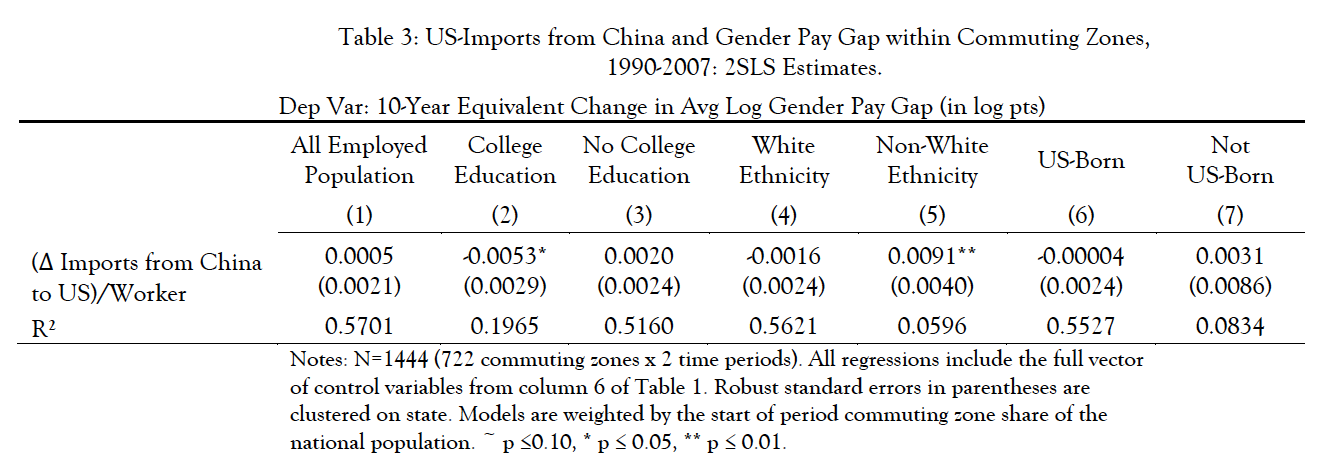 Table 3: US-Imports from China and Gender Pay Gap within Commuting Zones,
1990-2007: 2SLS Estimates.
Dep Var: 10-Year Equivalent Change in Avg Log Gender Pay Gap (in log pts)
All Employed Population College Education No College Education White Ethnicity Non-White Ethnicity US-Born Not US-Born
(1) (2) (3) (4) (5) (6) (7)
(Δ Imports from China to US)/Worker 0.0005 -0.0053* 0.0020 -0.0016 0.0091** -0.00004 0.0031
(0.0021) (0.0029) (0.0024) (0.0024) (0.0040) (0.0024) (0.0086)
R² 0.5701 0.1965 0.5160 0.5621 0.0596 0.5527 0.0834
Notes: N=1444 (722 commuting zones x 2 time periods). All regressions include the full vector
of control variables from column 6 of Table 1. Robust standard errors in parentheses are
clustered on state. Models are weighted by the start of period commuting zone share of the
national population. ~ p ≤0.10, * p ≤ 0.05, ** p ≤ 0.01.